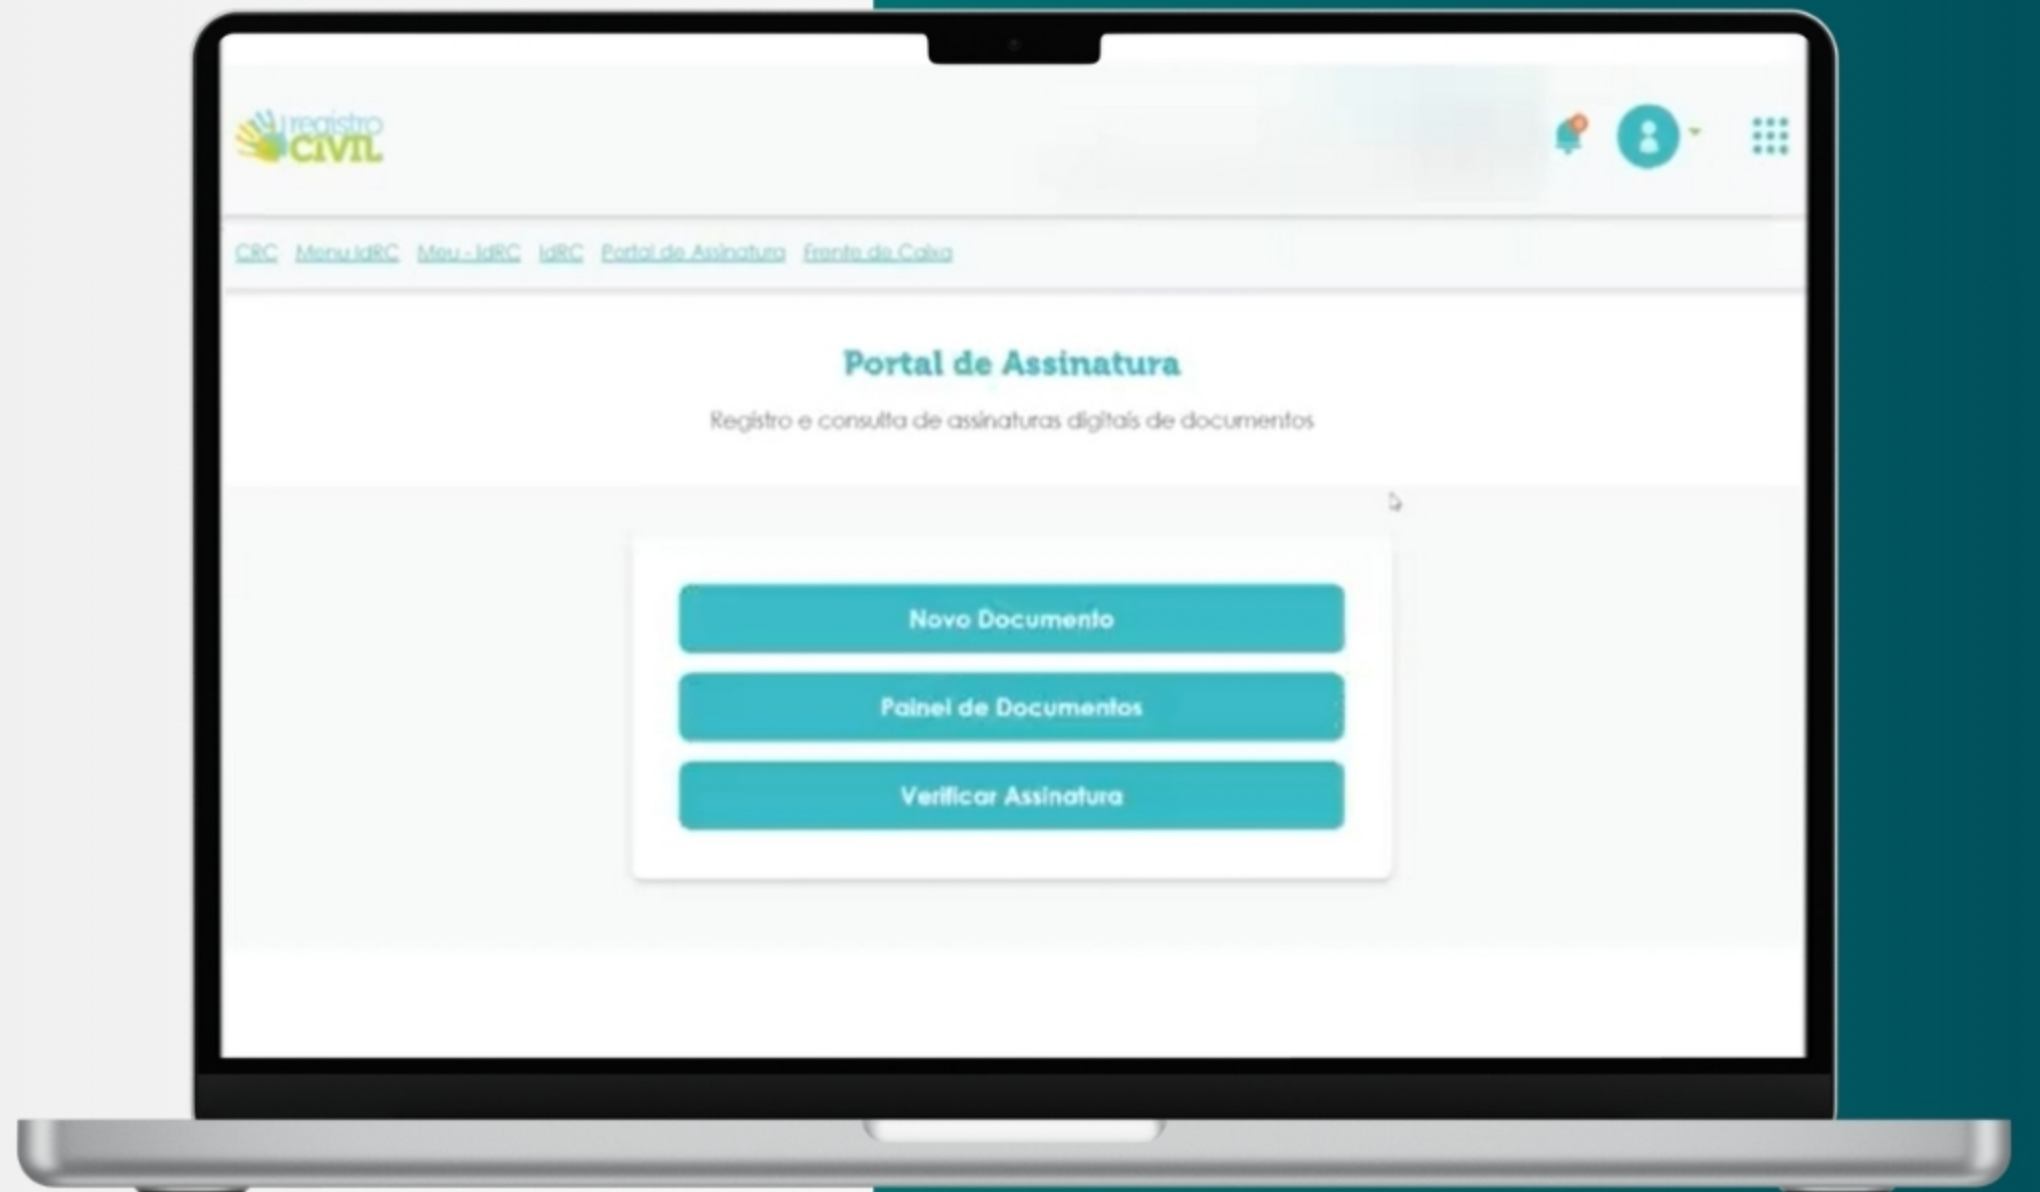 registro
CIVIL
CRC Menu IdRC Meu - IdRC IdRC Portal de Assinatura Frente de Caixa
Portal de Assinatura
Registro e consulta de assinaturas digitais de documentos
Novo Documento
Painel de Documentos
Verificar Assinatura